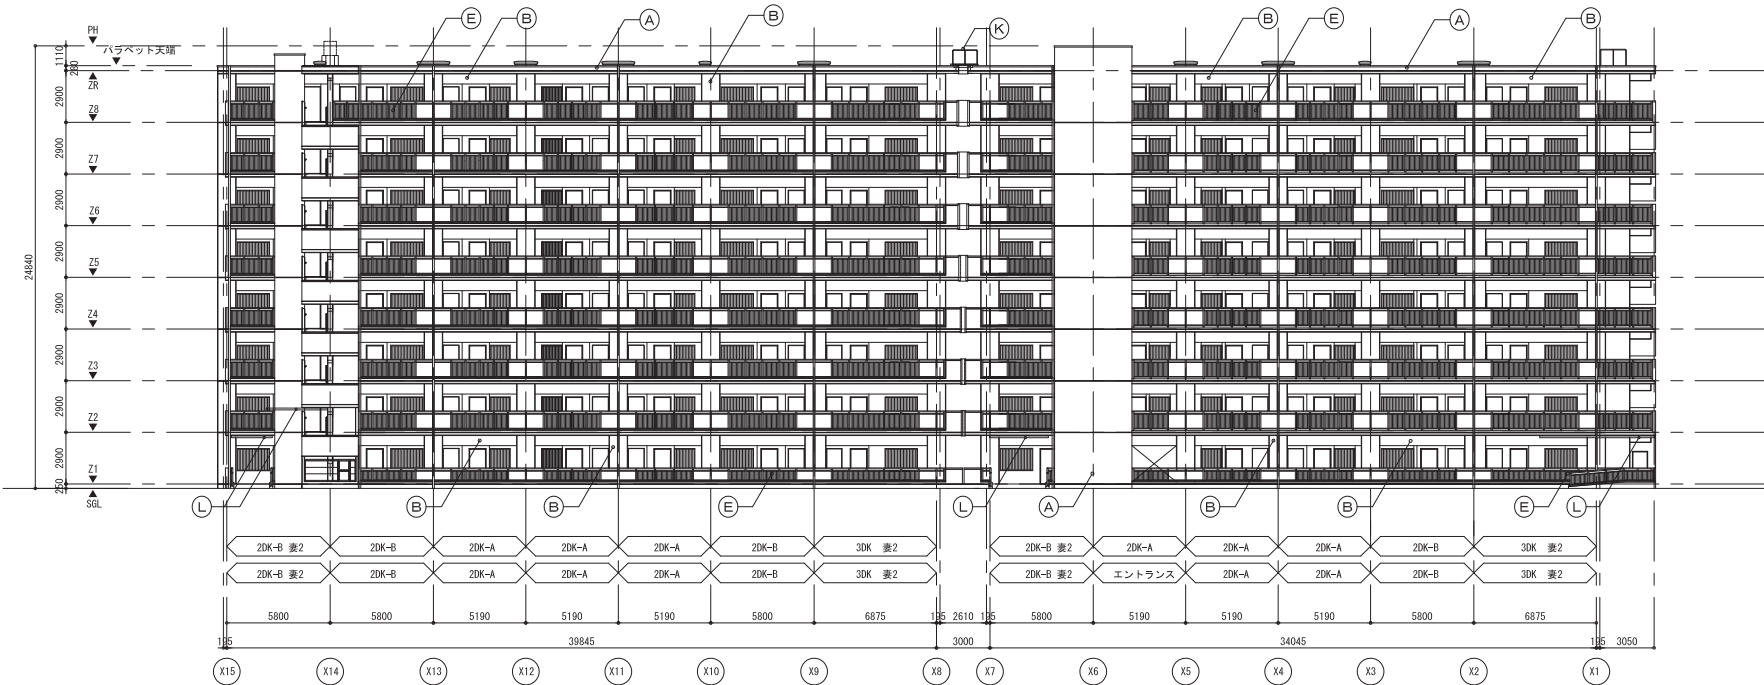 E B A B K B E A B
PH
パラペット天端
1110
280
ZR
2900
Z8
2900
Z7
2900
Z6
2900
Z5
24840
2900
Z4
2900
Z3
2900
Z2
2900
Z1
250
SGL
L B B E L A B B E L
2DK-B 妻2 2DK-B 2DK-A 2DK-A 2DK-A 2DK-B 3DK 妻2 2DK-B 妻2 2DK-A 2DK-A 2DK-A 2DK-B 3DK 妻2
2DK-B 妻2 2DK-B 2DK-A 2DK-A 2DK-A 2DK-B 3DK 妻2 2DK-B 妻2 エントランス 2DK-A 2DK-A 2DK-B 3DK 妻2
5800 5800 5190 5190 5190 5800 6875 195 2610 195 5800 5190 5190 5190 5800 6875
195 39845 3000 34045 195 3050
X15 X14 X13 X12 X11 X10 X9 X8 X7 X6 X5 X4 X3 X2 X1